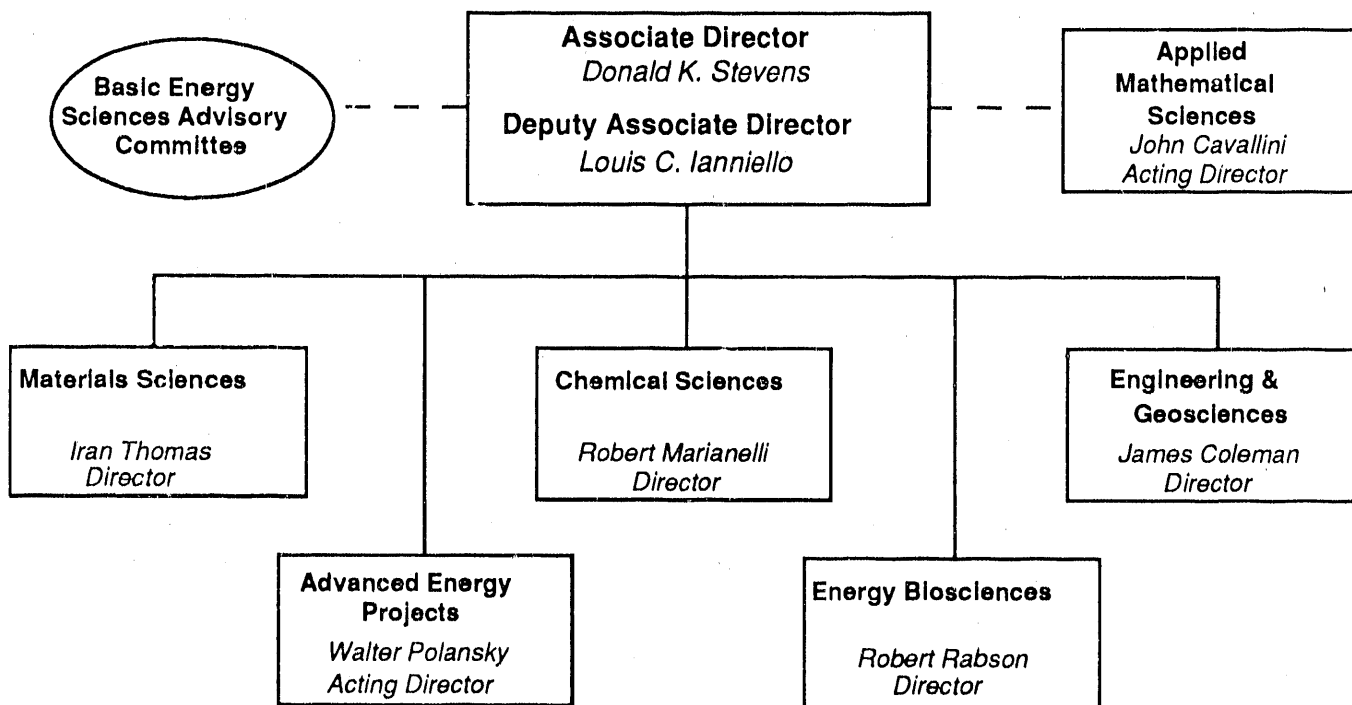 Basic Energy
Sciences Advisory
Committee
Associate Director
Donald K. Stevens
Deputy Associate Director
Louis C. Ianniello
Applied
Mathematical
Sciences
John Cavallini
Acting Director
Materials Sciences
Iran Thomas
Director
Chemical Sciences
Robert Marianelli
Director
Engineering &
Geosciences
James Coleman
Director
Advanced Energy
Projects
Walter Polansky
Acting Director
Energy Biosciences
Robert Rabson
Director